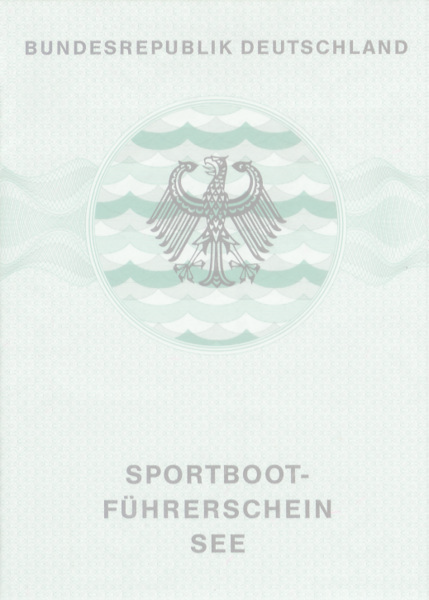 BUNDESREPUBLIK DEUTSCHLAND
SPORTBOOT-
FÜHRERSCHEIN
SEE